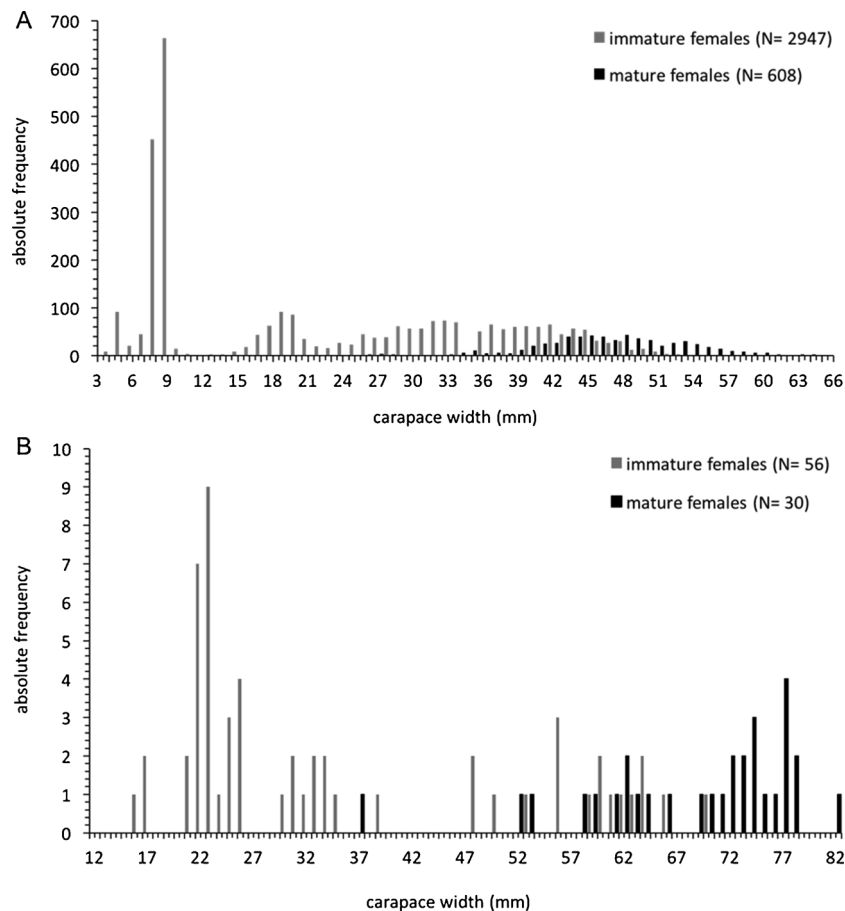 A
700
600
500
400
300
200
100
0
absolute frequency
immature females (N= 2947)
mature females (N= 608)
3 6 9 12 15 18 21 24 27 30 33 36 39 42 45 48 51 54 57 60 63 66
carapace width (mm)
B
10
9
8
7
6
5
4
3
2
1
0
absolute frequency
immature females (N= 56)
mature females (N= 30)
12 17 22 27 32 37 42 47 52 57 62 67 72 77 82
carapace width (mm)